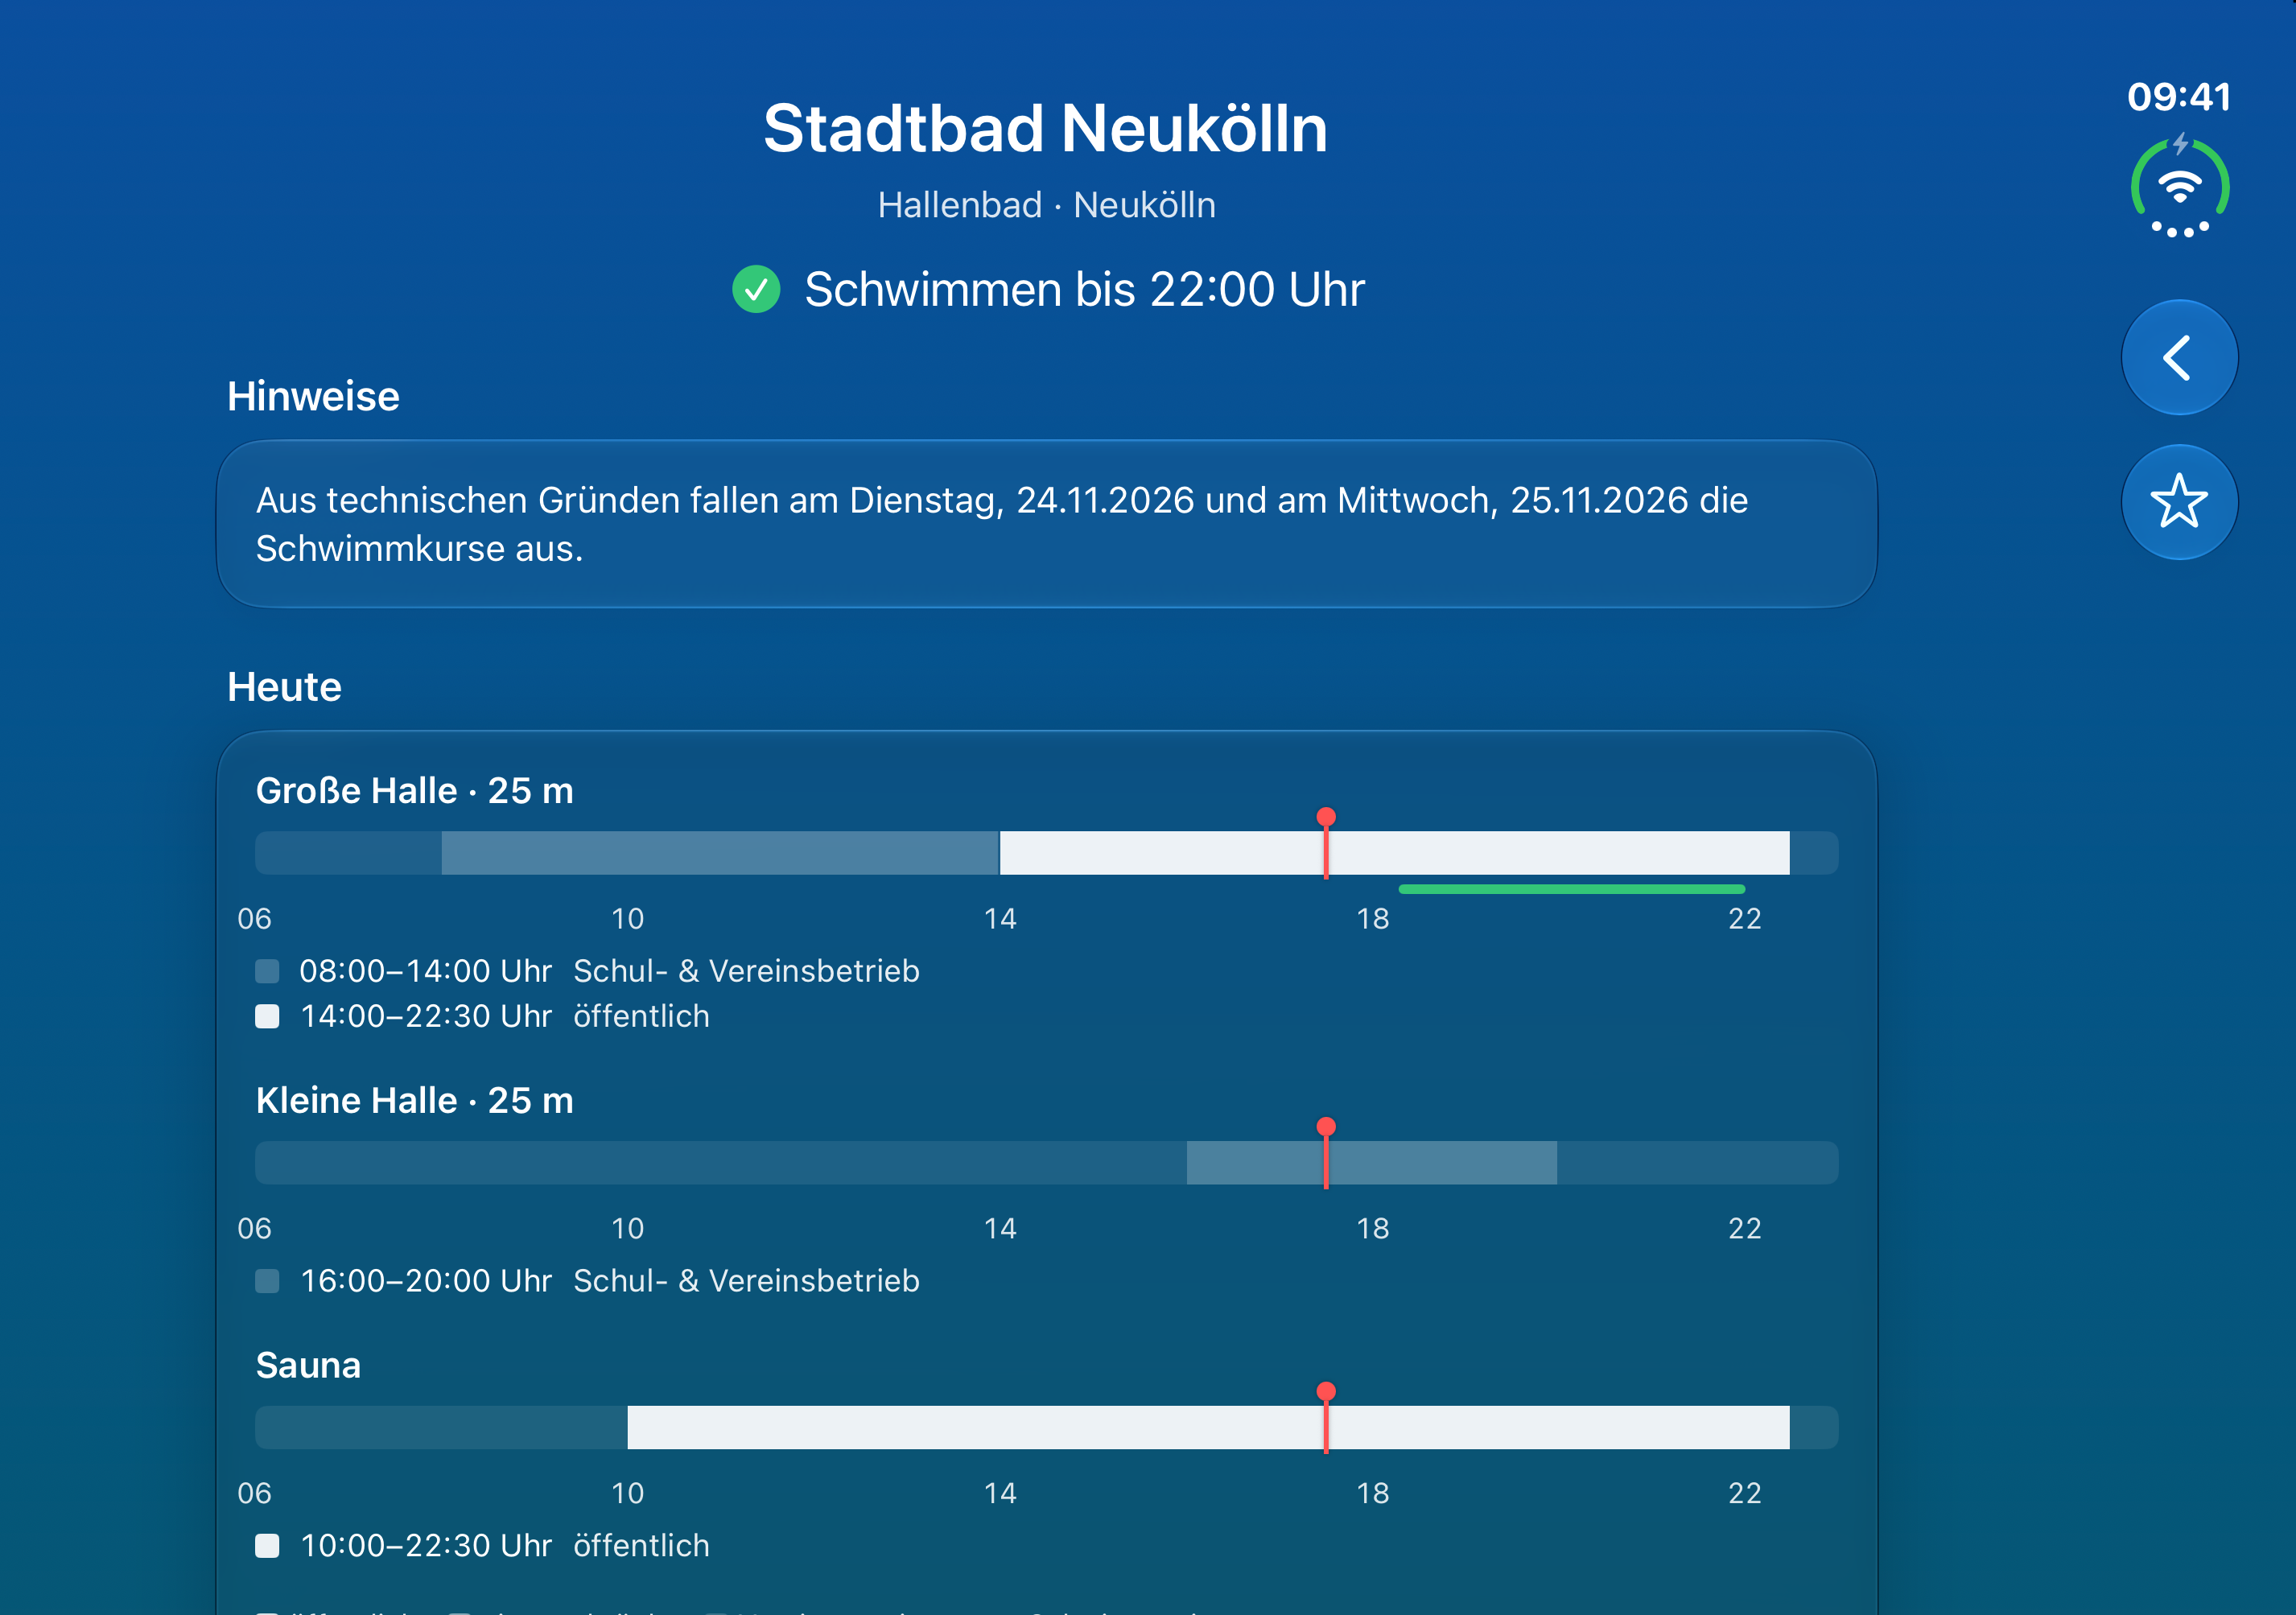 09:41
Stadtbad Neukölln
Hallenbad · Neukölln
Schwimmen bis 22:00 Uhr
Hinweise
Aus technischen Gründen fallen am Dienstag, 24.11.2026 und am Mittwoch, 25.11.2026 die
Schwimmkurse aus.
Heute
Große Halle · 25 m
06 10 14 18 22
08:00–14:00 Uhr Schul- & Vereinsbetrieb
14:00–22:30 Uhr öffentlich
Kleine Halle · 25 m
06 10 14 18 22
16:00–20:00 Uhr Schul- & Vereinsbetrieb
Sauna
06 10 14 18 22
10:00–22:30 Uhr öffentlich